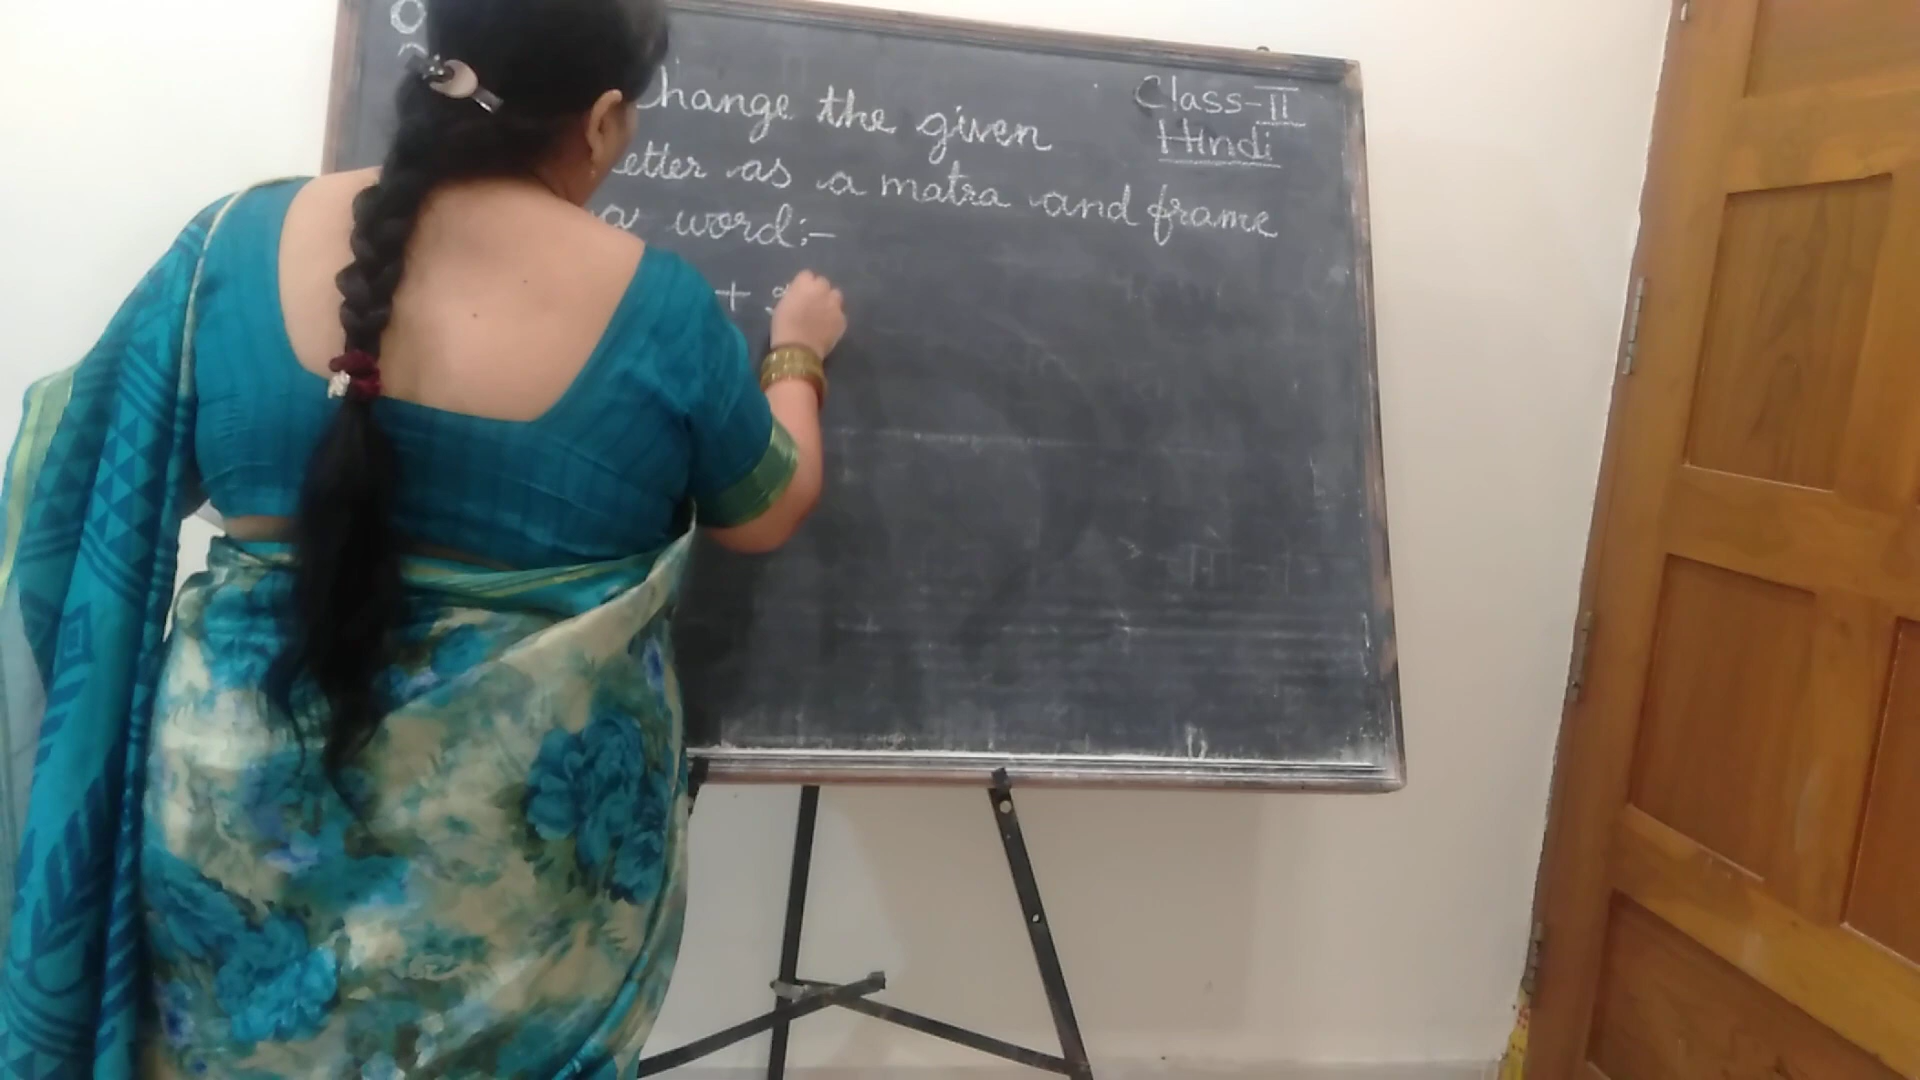 Change the given
Class-II
Hindi
letter as a matra and frame
a word:-
+